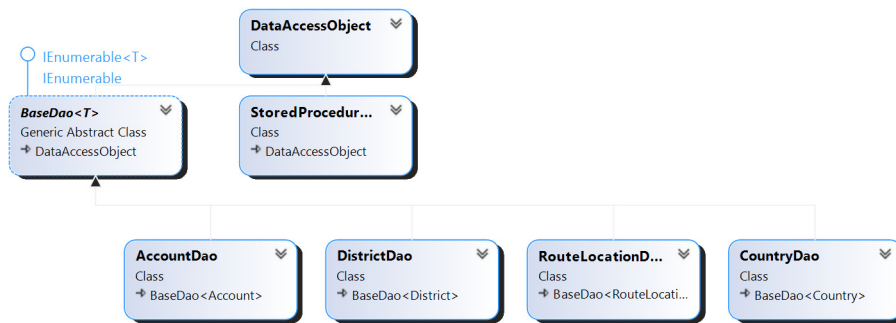 DataAccessObject
Class
IEnumerable<T>
IEnumerable
BaseDao<T>
Generic Abstract Class
DataAccessObject
StoredProcedur...
Class
DataAccessObject
AccountDao
Class
BaseDao<Account>
DistrictDao
Class
BaseDao<District>
RouteLocationD...
Class
BaseDao<RouteLocati...
CountryDao
Class
BaseDao<Country>